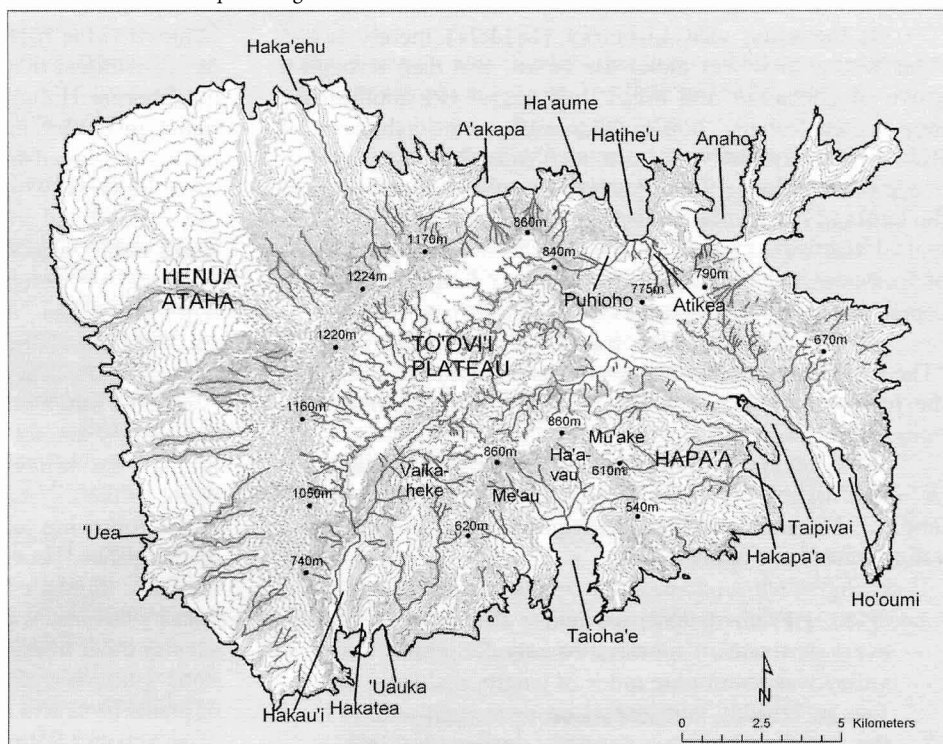 Haka'ehu
Ha'aume
A'akapa
Hatihe'u
Anaho
860m
1170m
840m
1224m
790m
775m
HENUA
ATAHA
Puhioho
Atikea
1220m
TO'OVI'I
PLATEAU
670m
1160m
860m
Mu'ake
860m
Ha'a-
vau
610m
HAPA'A
Vaika-
heke
Me'au
1050m
540m
'Uea
620m
Taipivai
Hakapa'a
740m
Ho'oumi
Taioha'e
'Uauka
Hakau'i
Hakatea
N
0 2.5 5 Kilometers